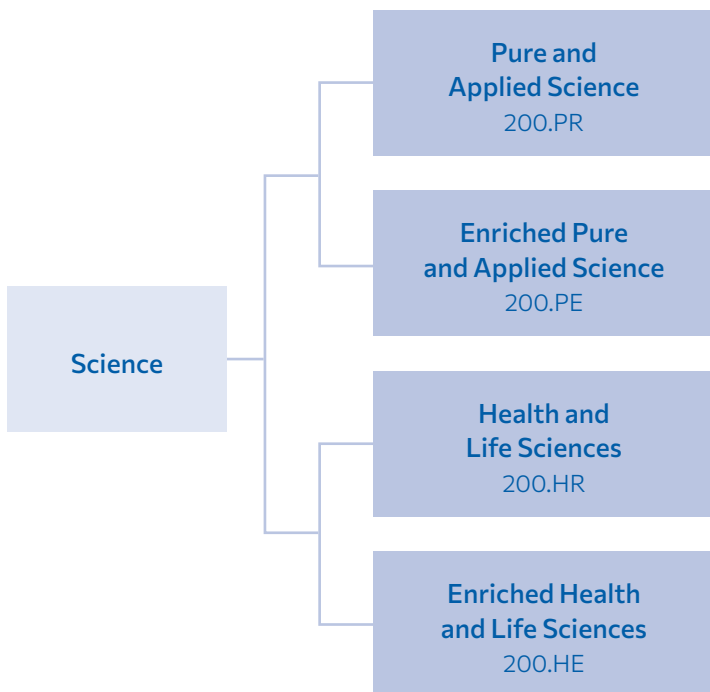 Science
Pure and
Applied Science
200.PR
Enriched Pure
and Applied Science
200.PE
Health and
Life Sciences
200.HR
Enriched Health
and Life Sciences
200.HE